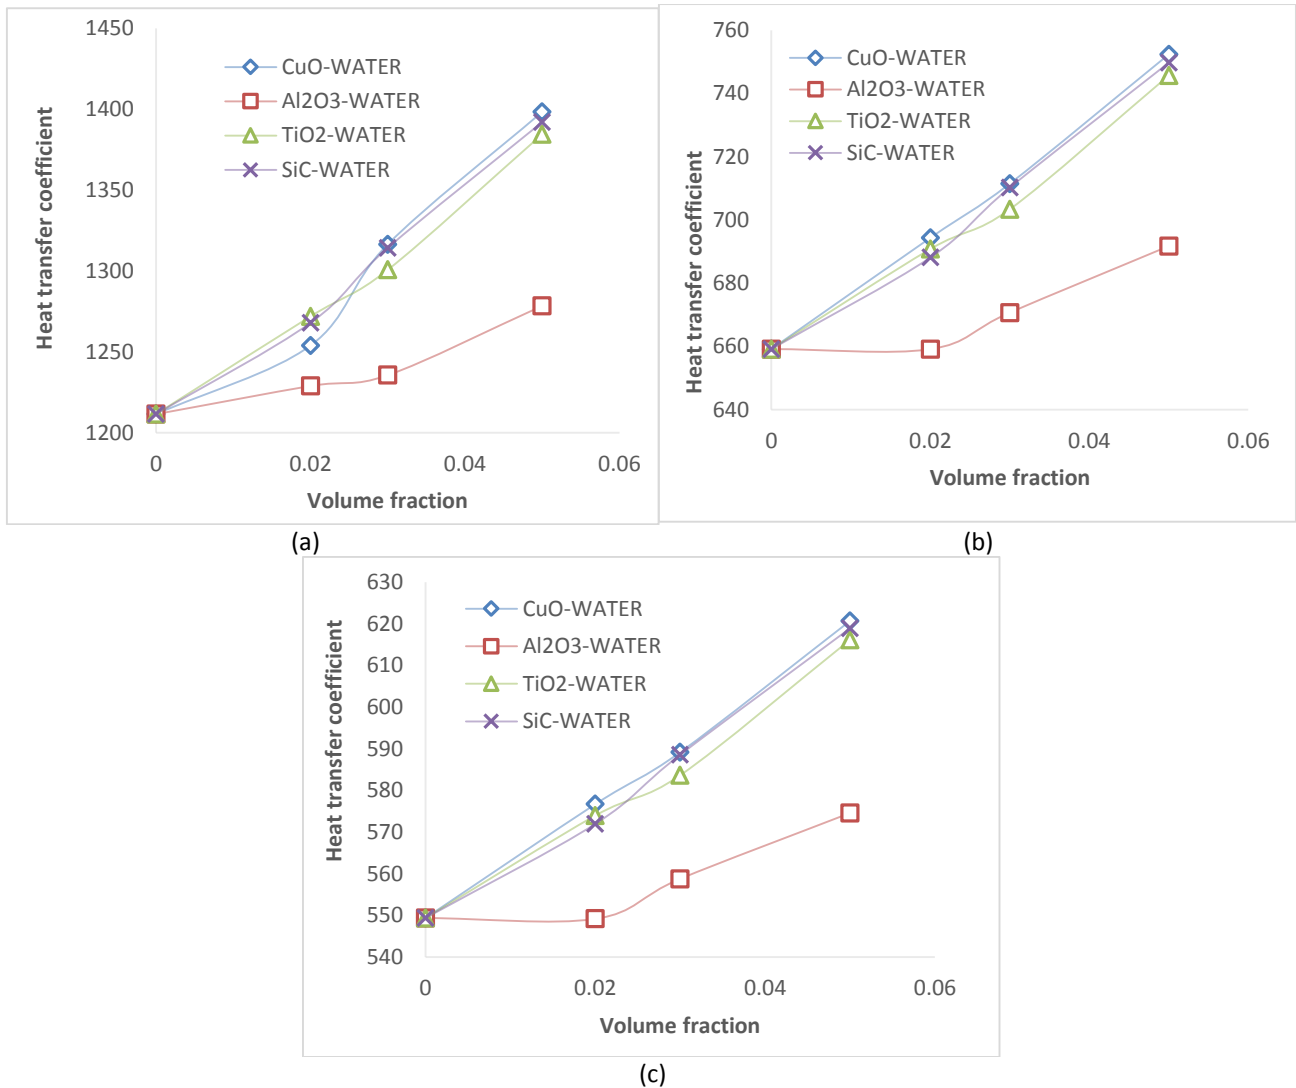 1450
1400
1350
1300
1250
1200
Heat transfer coefficient
CuO-WATER
Al2O3-WATER
TiO2-WATER
SiC-WATER
0 0.02 0.04 0.06
Volume fraction
(a)
760
740
720
700
680
660
640
Heat transfer coefficient
CuO-WATER
Al2O3-WATER
TiO2-WATER
SiC-WATER
0 0.02 0.04 0.06
Volume fraction
(b)
630
620
610
600
590
580
570
560
550
540
Heat transfer coefficient
CuO-WATER
Al2O3-WATER
TiO2-WATER
SiC-WATER
0 0.02 0.04 0.06
Volume fraction
(c)